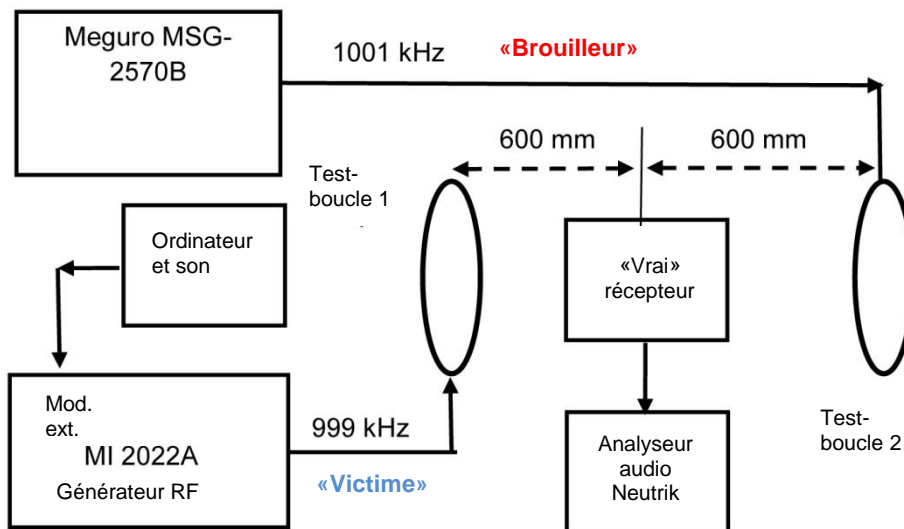 Meguro MSG-
2570B
1001 kHz
«Brouilleur»
600 mm
600 mm
Test-
boucle 1
Ordinateur
et son
«Vrai»
récepteur
Mod.
ext.
MI 2022A
Générateur RF
999 kHz
«Victime»
Analyseur
audio
Neutrik
Test-
boucle 2